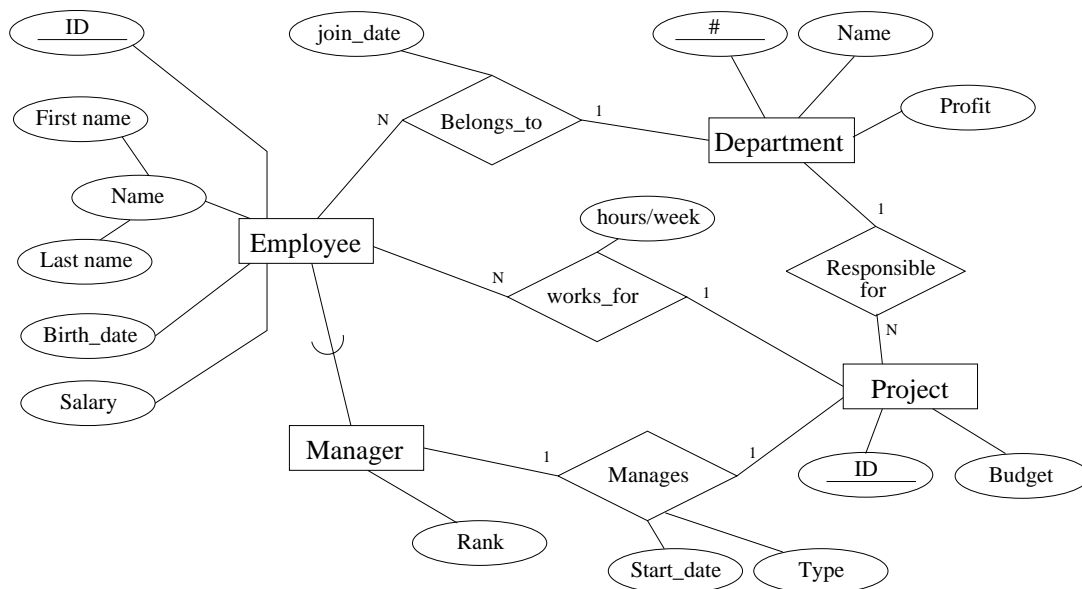 ID
join_date
#
Name
First name
Profit
N
Belongs_to
1
Department
Name
hours/week
1
Employee
Last name
Responsible
for
N
works_for
1
Birth_date
N
Salary
Project
Manager
1
Manages
1
ID
Budget
Rank
Start_date
Type